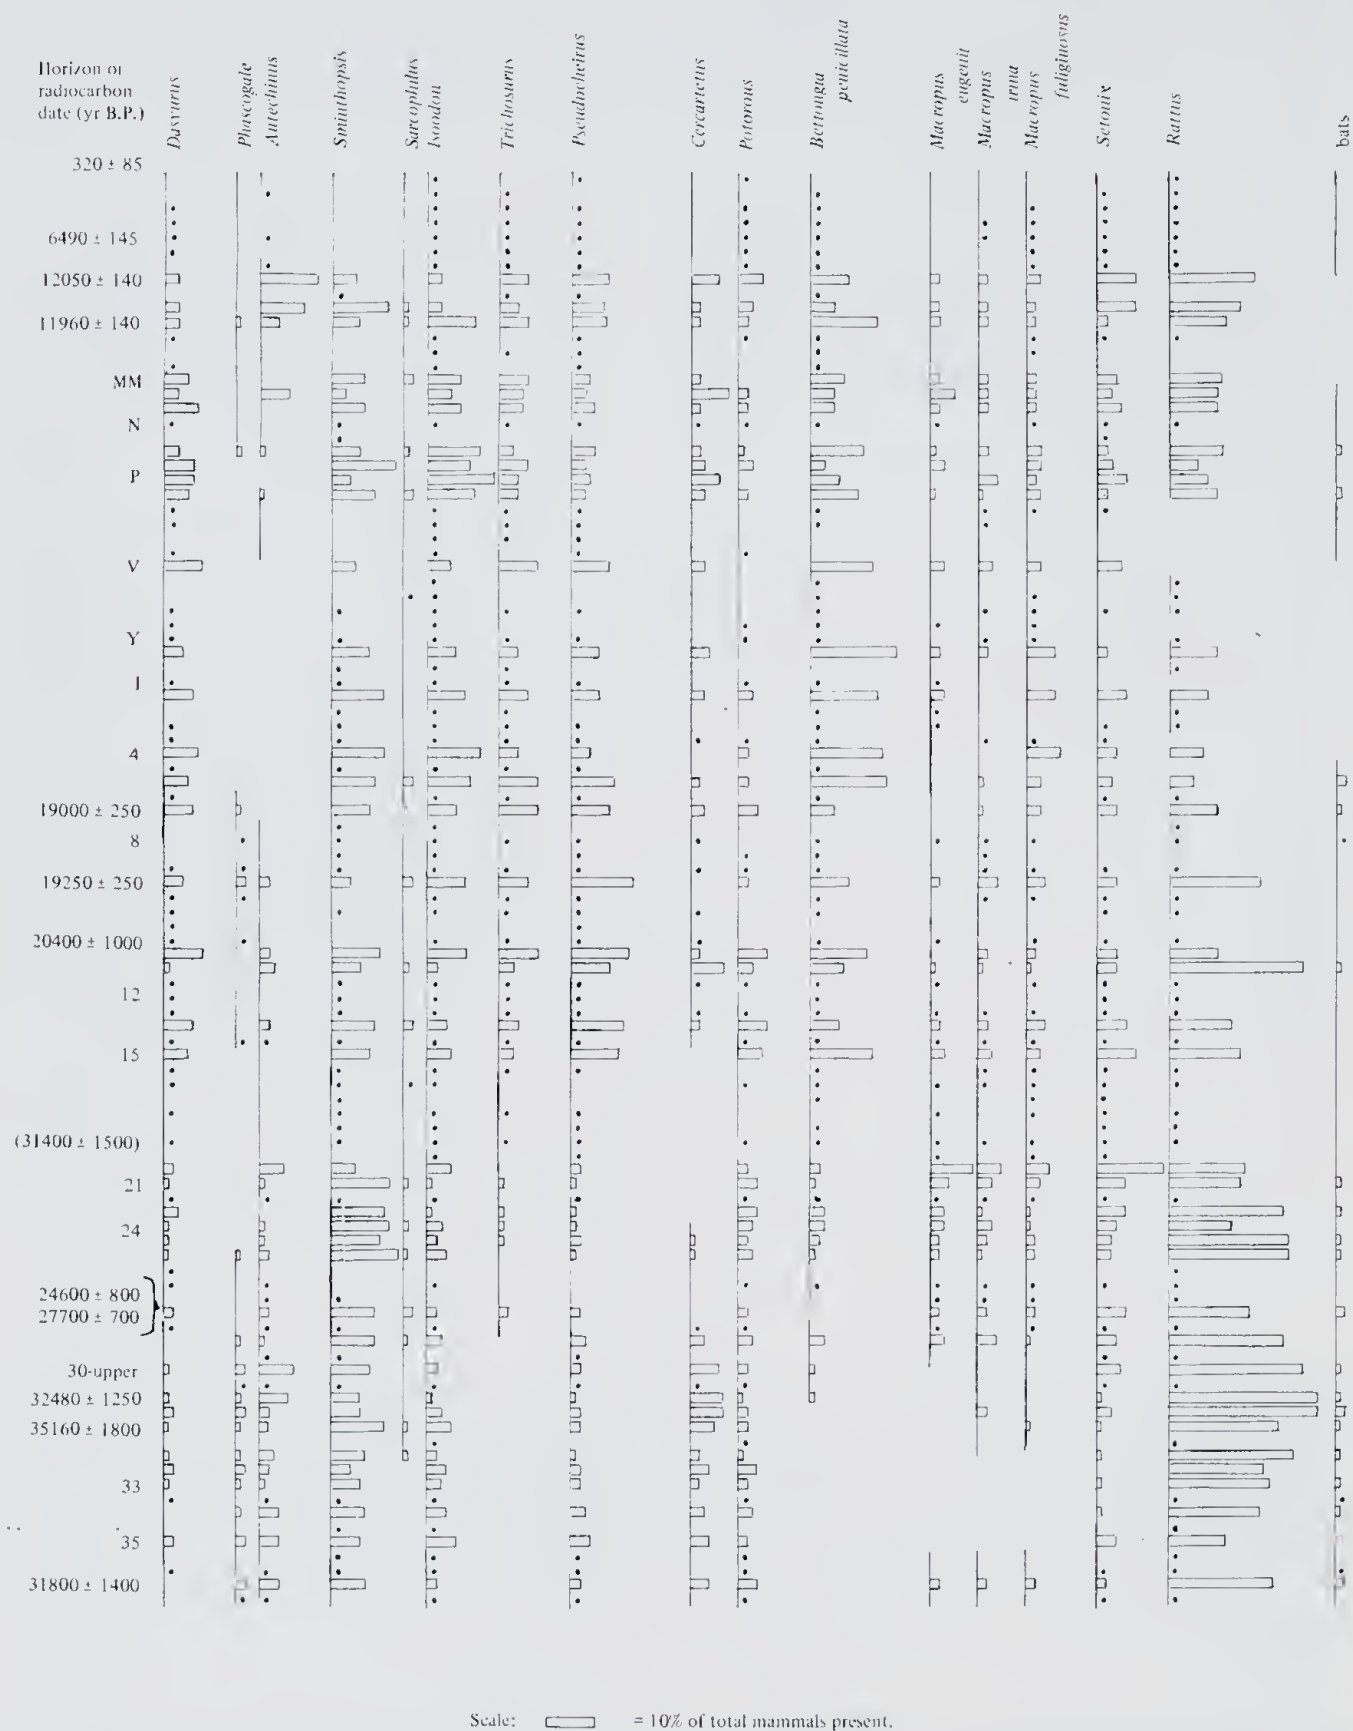 Horizon or
radiocarbon
date (yr B.P.)
Dasyurus
Phascogale
Antechinus
Sminthopsis
Sarcophilus
Isoodon
Trichosurus
Pseudocheirus
Cercartetus
Potorous
Bettongia
penicillata
Macropus
eugenii
Macropus
irma
Macropus
fuliginosus
Setonix
Rattus
bats
320 ± 85
6490 ± 145
12050 ± 140
11960 ± 140
MM
N
P
V
Y
1
4
19000 ± 250
8
19250 ± 250
20400 ± 1000
12
15
(31400 ± 1500)
21
24
24600 ± 800
27700 ± 700
30-upper
32480 ± 1250
35160 ± 1800
33
35
31800 ± 1400
Scale: = 10% of total mammals present.